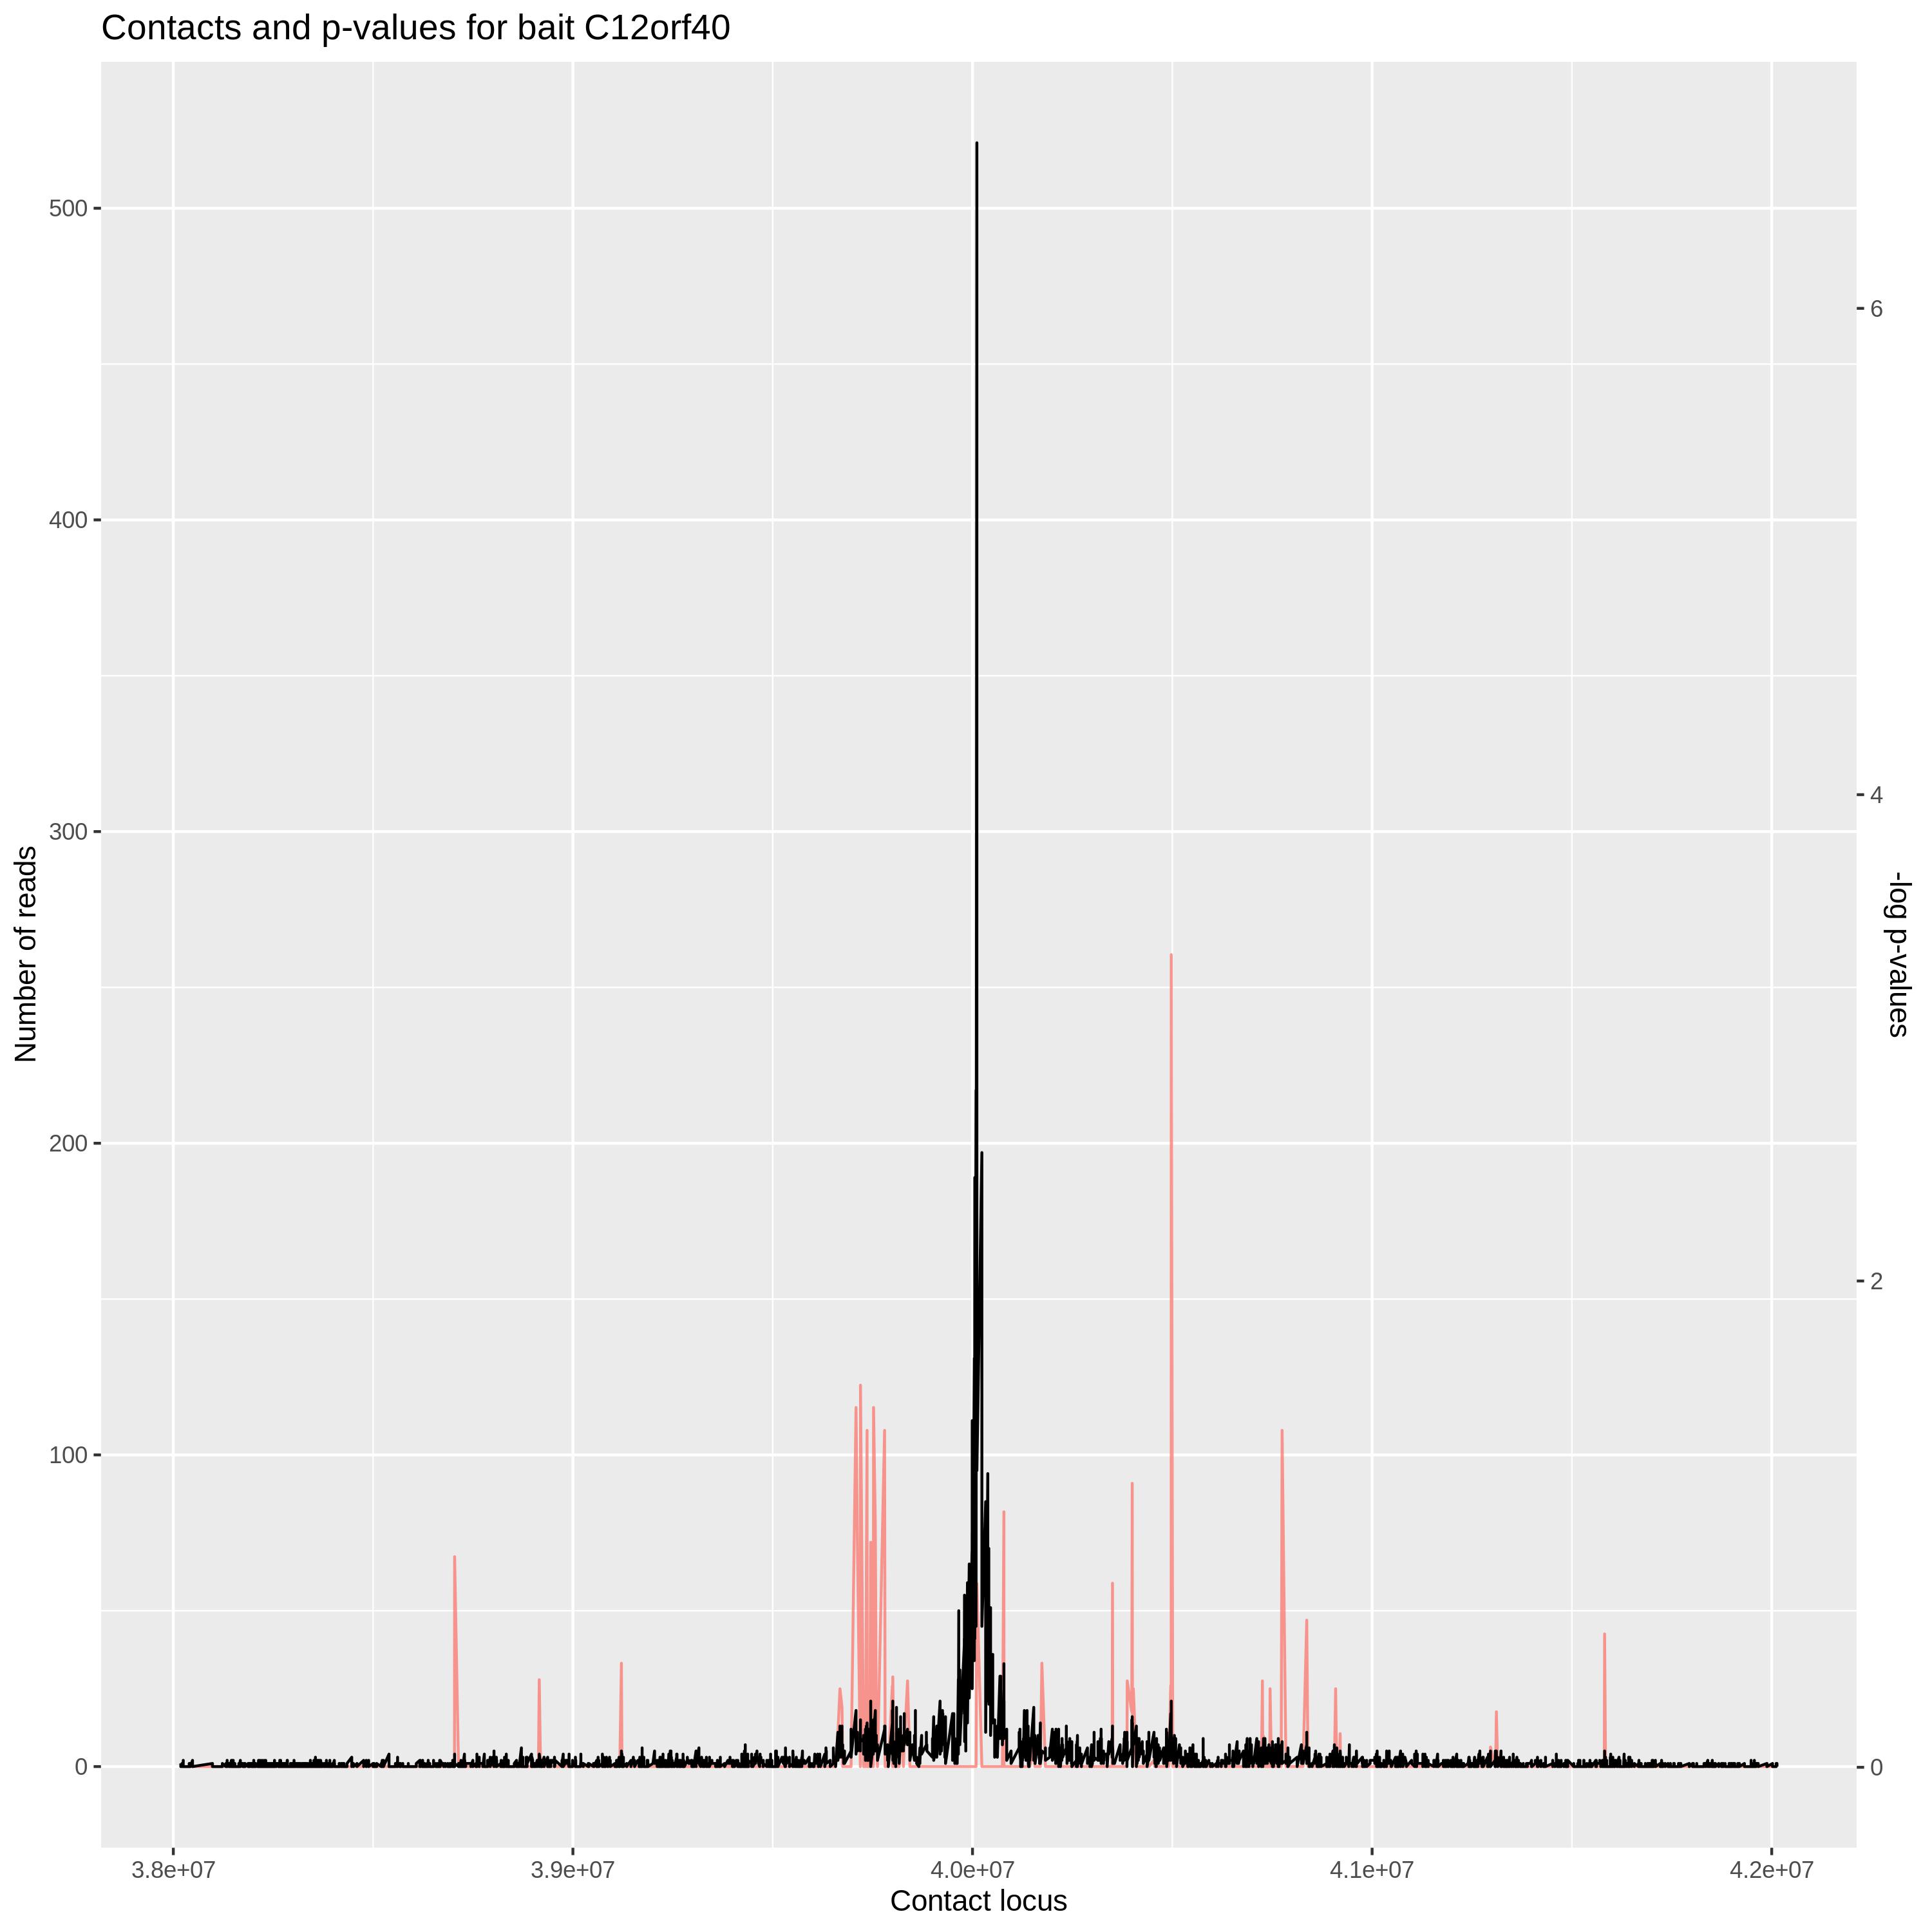 Contacts and p-values for bait C12orf40
500
400
300
200
100
0
Number of reads
6
4
2
0
-log p-values
3.8e+07
3.9e+07
4.0e+07
4.1e+07
4.2e+07
Contact locus